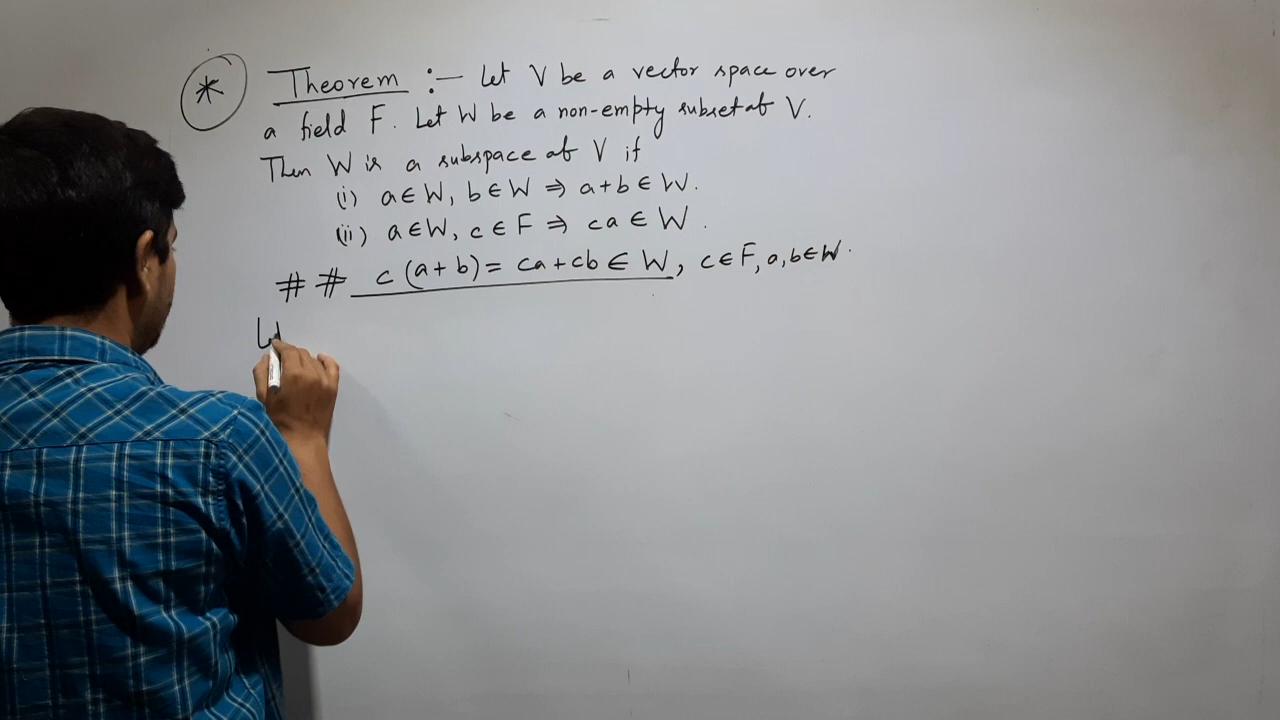 * Theorem :— Let V be a vector space over
a field F. Let W be a non-empty subset of V.
Then W is a subspace of V if
(i) a ∈ W, b ∈ W ⇒ a+b ∈ W.
(ii) a ∈ W, c ∈ F ⇒ ca ∈ W.
## c(a+b) = ca+cb ∈ W, c ∈ F, a, b ∈ W.
W